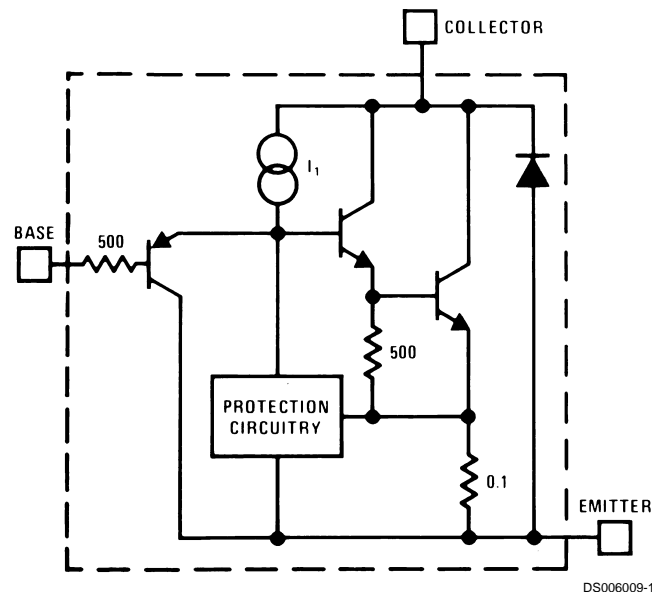 COLLECTOR
I₁
BASE
500
500
PROTECTION
CIRCUITRY
0.1
EMITTER
DS006009-1